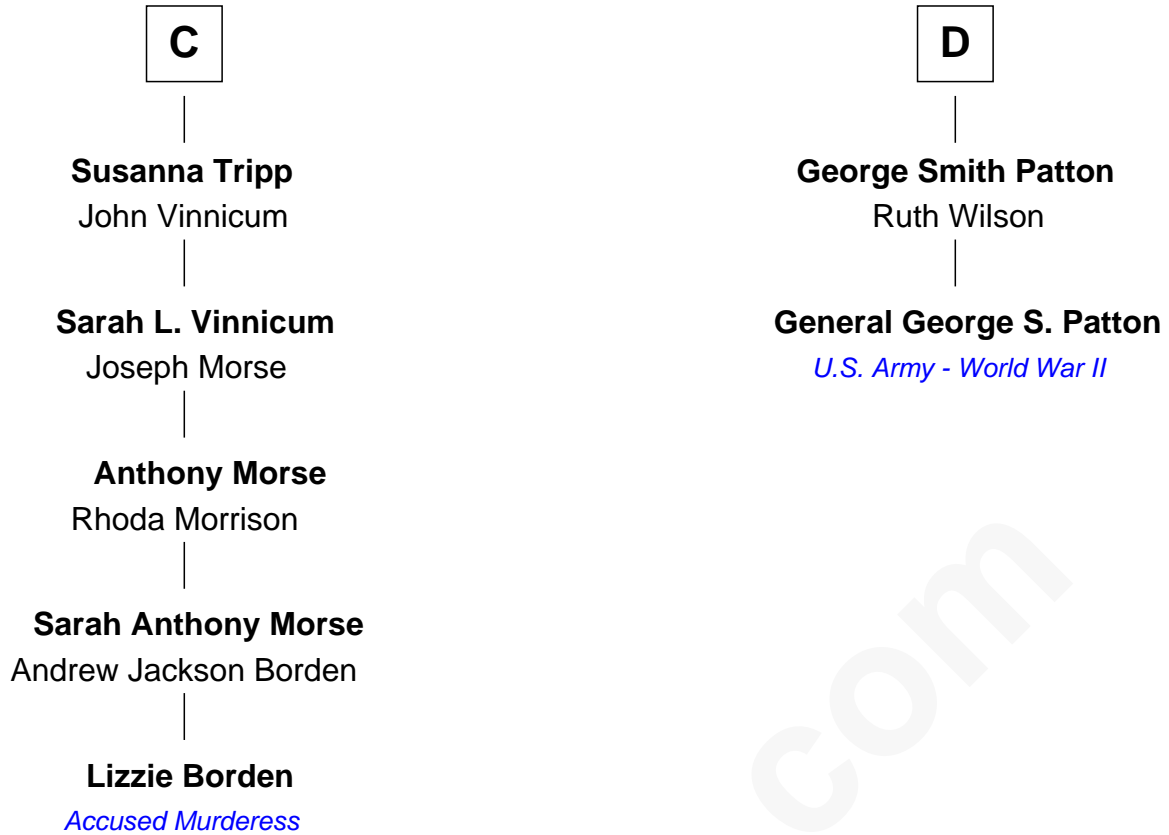 C
Susanna Tripp
John Vinnicum
Sarah L. Vinnicum
Joseph Morse
Anthony Morse
Rhoda Morrison
Sarah Anthony Morse
Andrew Jackson Borden
Lizzie Borden
Accused Murderess
D
George Smith Patton
Ruth Wilson
General George S. Patton
U.S. Army - World War II
com